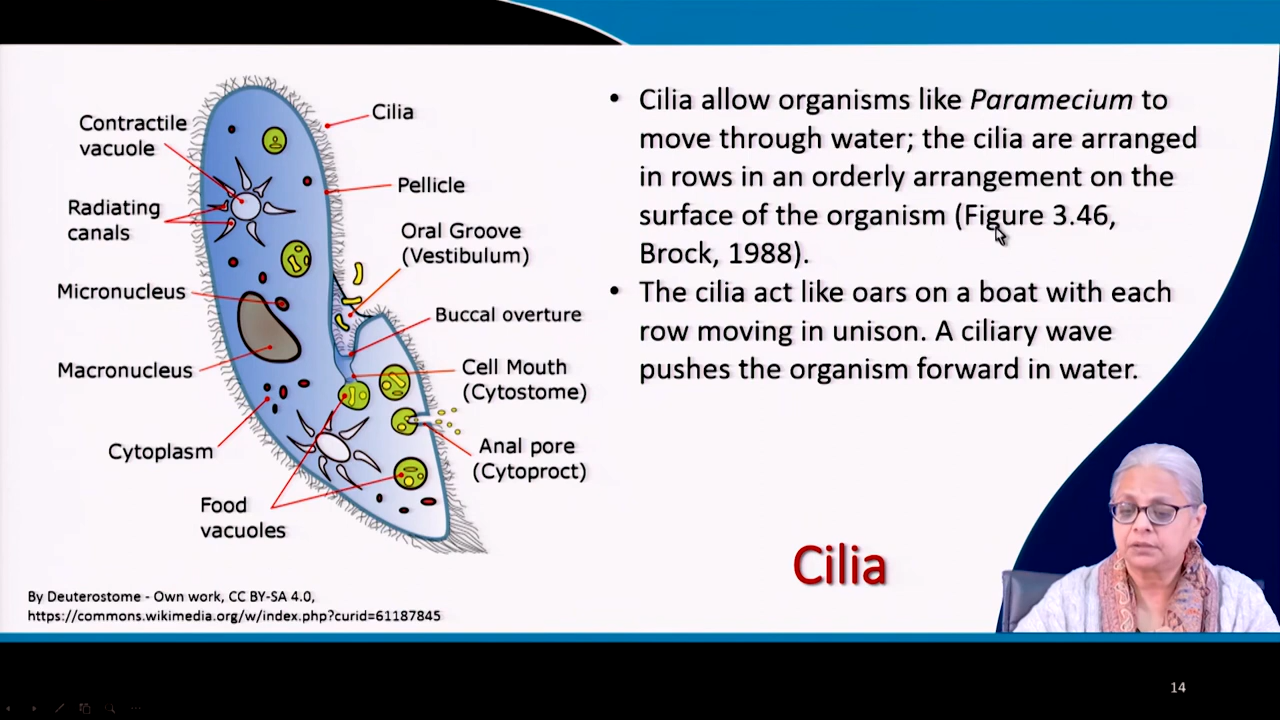 Contractile
vacuole
Radiating
canals
Micronucleus
Macronucleus
Cytoplasm
Food
vacuoles
Cilia
Pellicle
Oral Groove
(Vestibulum)
Buccal overture
Cell Mouth
(Cytostome)
Anal pore
(Cytoproct)
• Cilia allow organisms like Paramecium to
move through water; the cilia are arranged
in rows in an orderly arrangement on the
surface of the organism (Figure 3.46,
Brock, 1988).
• The cilia act like oars on a boat with each
row moving in unison. A ciliary wave
pushes the organism forward in water.
Cilia
By Deuterostome - Own work, CC BY-SA 4.0,
https://commons.wikimedia.org/w/index.php?curid=61187845
14